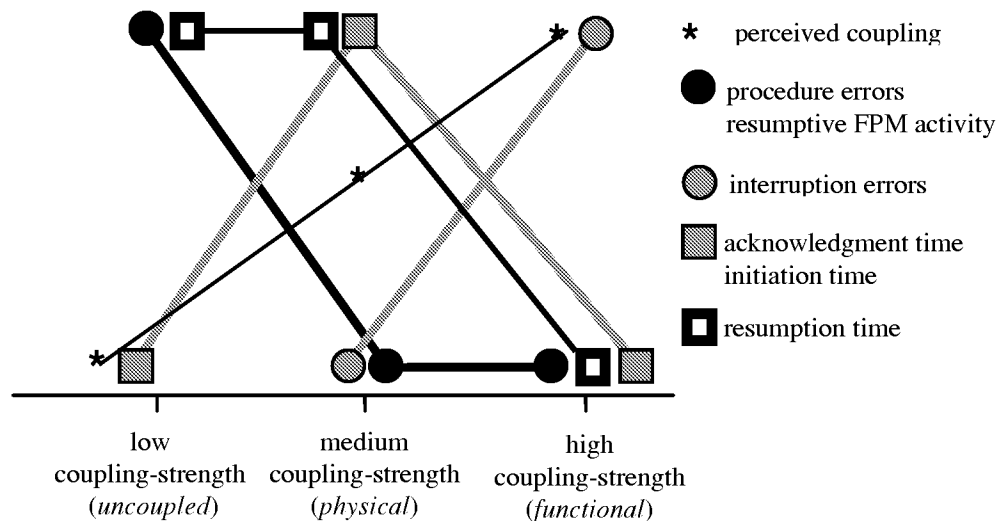 * perceived coupling
procedure errors
resumptive FPM activity
interruption errors
acknowledgment time
initiation time
resumption time
low
coupling-strength
(uncoupled)
medium
coupling-strength
(physical)
high
coupling-strength
(functional)